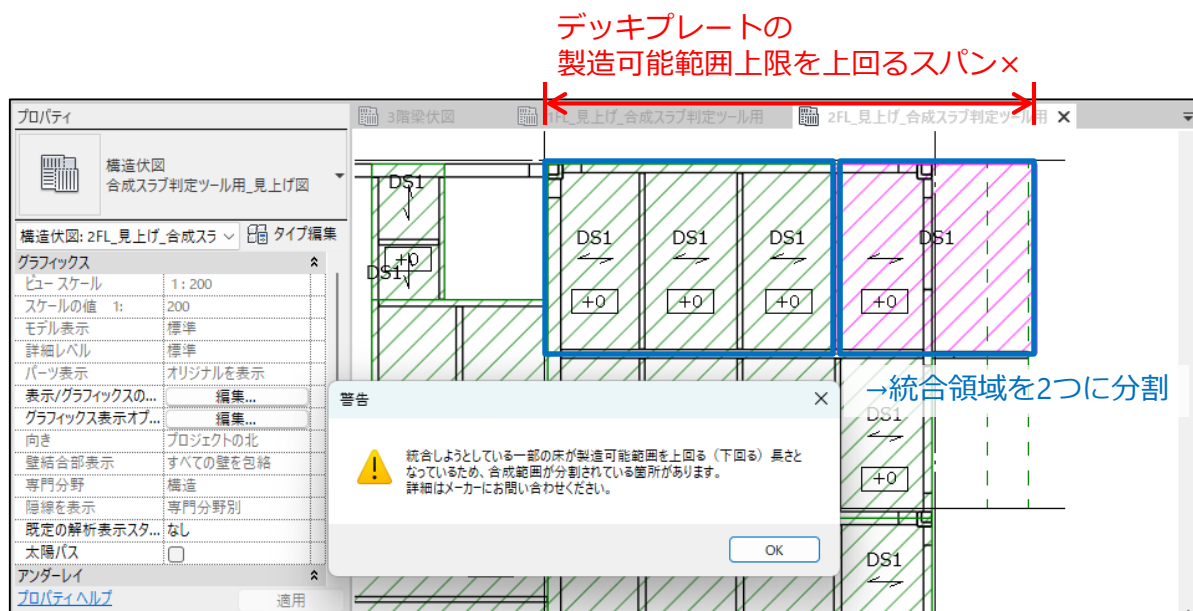 デッキプレートの
製造可能範囲上限を上回るスパン×
プロパティ
3階梁伏図
1FL_見上げ_合成スラブ判定ツール用
2FL_見上げ_合成スラブ判定ツール用
構造伏図
合成スラブ判定ツール用_見上げ図
構造伏図: 2FL_見上げ_合成スラ
タイプ編集
グラフィックス
ビュー スケール 1 : 200
スケールの値 1: 200
モデル表示 標準
詳細レベル 標準
パーツ表示 オリジナルを表示
表示/グラフィックスの... 編集...
グラフィックス表示オプ... 編集...
向き プロジェクトの北
壁結合部表示 すべての壁を包絡
専門分野 構造
隠線を表示 専門分野別
既定の解析表示スタ... なし
太陽パス
アンダーレイ
プロパティヘルプ
適用
DS1
+0
DS1
DS1
DS1
DS1
DS1
+0
+0
+0
+0
→統合領域を2つに分割
DS1
+0
DS1
警告
統合しようとしている一部の床が製造可能範囲を上回る（下回る）長さと
なっているため、合成範囲が分割されている箇所があります。
詳細はメーカーにお問い合わせください。
OK